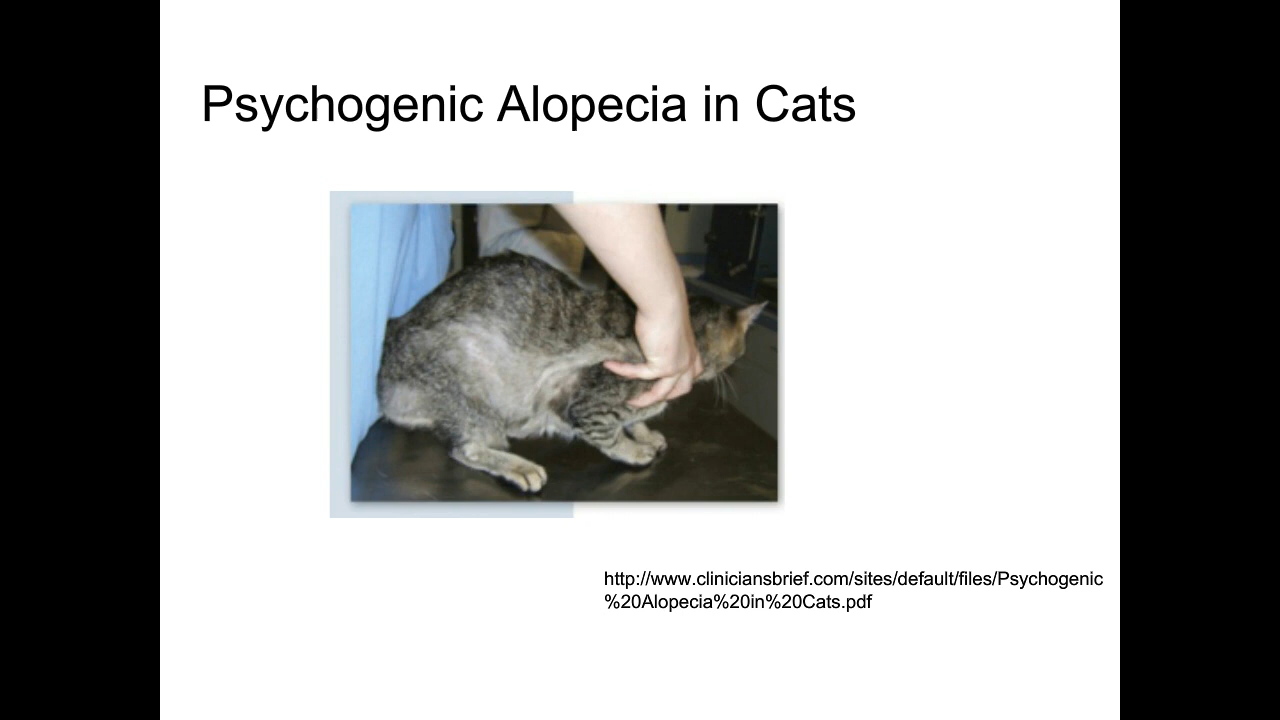 Psychogenic Alopecia in Cats
http://www.cliniciansbrief.com/sites/default/files/Psychogenic
%20Alopecia%20in%20Cats.pdf